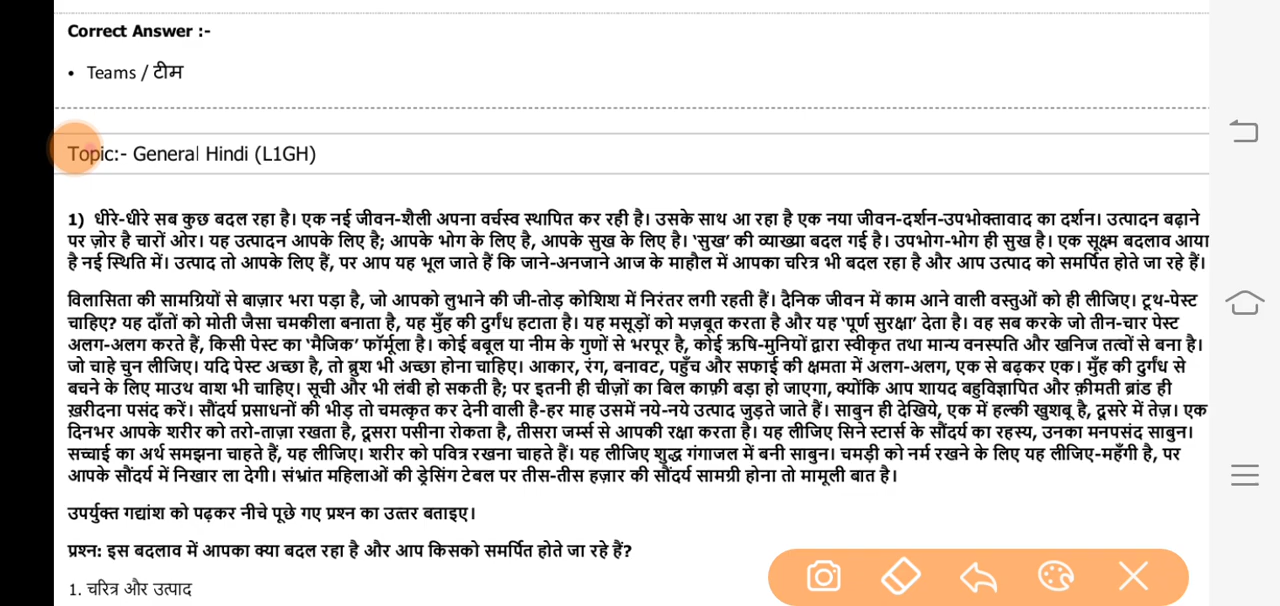 Correct Answer :-
• Teams / टीम
Topic:- General Hindi (L1GH)
1) धीरे-धीरे सब कुछ बदल रहा है। एक नई जीवन-शैली अपना वर्चस्व स्थापित कर रही है। उसके साथ आ रहा है एक नया जीवन-दर्शन-उपभोक्तावाद का दर्शन। उत्पादन बढ़ाने
पर ज़ोर है चारों ओर। यह उत्पादन आपके लिए है; आपके भोग के लिए है, आपके सुख के लिए है। 'सुख' की व्याख्या बदल गई है। उपभोग-भोग ही सुख है। एक सूक्ष्म बदलाव आया
है नई स्थिति में। उत्पाद तो आपके लिए हैं, पर आप यह भूल जाते हैं कि जाने-अनजाने आज के माहौल में आपका चरित्र भी बदल रहा है और आप उत्पाद को समर्पित होते जा रहे हैं।
विलासिता की सामग्रियों से बाज़ार भरा पड़ा है, जो आपको लुभाने की जी-तोड़ कोशिश में निरंतर लगी रहती हैं। दैनिक जीवन में काम आने वाली वस्तुओं को ही लीजिए। टूथ-पेस्ट
चाहिए? यह दाँतों को मोती जैसा चमकीला बनाता है, यह मुँह की दुर्गंध हटाता है। यह मसूड़ों को मज़बूत करता है और यह 'पूर्ण सुरक्षा' देता है। वह सब करके जो तीन-चार पेस्ट
अलग-अलग करते हैं, किसी पेस्ट का 'मैजिक' फॉर्मूला है। कोई बबूल या नीम के गुणों से भरपूर है, कोई ऋषि-मुनियों द्वारा स्वीकृत तथा मान्य वनस्पति और खनिज तत्वों से बना है।
जो चाहे चुन लीजिए। यदि पेस्ट अच्छा है, तो ब्रुश भी अच्छा होना चाहिए। आकार, रंग, बनावट, पहुँच और सफाई की क्षमता में अलग-अलग, एक से बढ़कर एक। मुँह की दुर्गंध से
बचने के लिए माउथ वाश भी चाहिए। सूची और भी लंबी हो सकती है; पर इतनी ही चीज़ों का बिल काफ़ी बड़ा हो जाएगा, क्योंकि आप शायद बहुविज्ञापित और क़ीमती ब्रांड ही
ख़रीदना पसंद करें। सौंदर्य प्रसाधनों की भीड़ तो चमत्कृत कर देनी वाली है-हर माह उसमें नये-नये उत्पाद जुड़ते जाते हैं। साबुन ही देखिये, एक में हल्की खुशबू है, दूसरे में तेज़। एक
दिनभर आपके शरीर को तरो-ताज़ा रखता है, दूसरा पसीना रोकता है, तीसरा जर्म्स से आपकी रक्षा करता है। यह लीजिए सिने स्टार्स के सौंदर्य का रहस्य, उनका मनपसंद साबुन।
सच्चाई का अर्थ समझना चाहते हैं, यह लीजिए। शरीर को पवित्र रखना चाहते हैं। यह लीजिए शुद्ध गंगाजल में बनी साबुन। चमड़ी को नर्म रखने के लिए यह लीजिए-महँगी है, पर
आपके सौंदर्य में निखार ला देगी। संभ्रांत महिलाओं की ड्रेसिंग टेबल पर तीस-तीस हज़ार की सौंदर्य सामग्री होना तो मामूली बात है।
उपर्युक्त गद्यांश को पढ़कर नीचे पूछे गए प्रश्न का उत्तर बताइए।
प्रश्न: इस बदलाव में आपका क्या बदल रहा है और आप किसको समर्पित होते जा रहे हैं?
1. चरित्र और उत्पाद